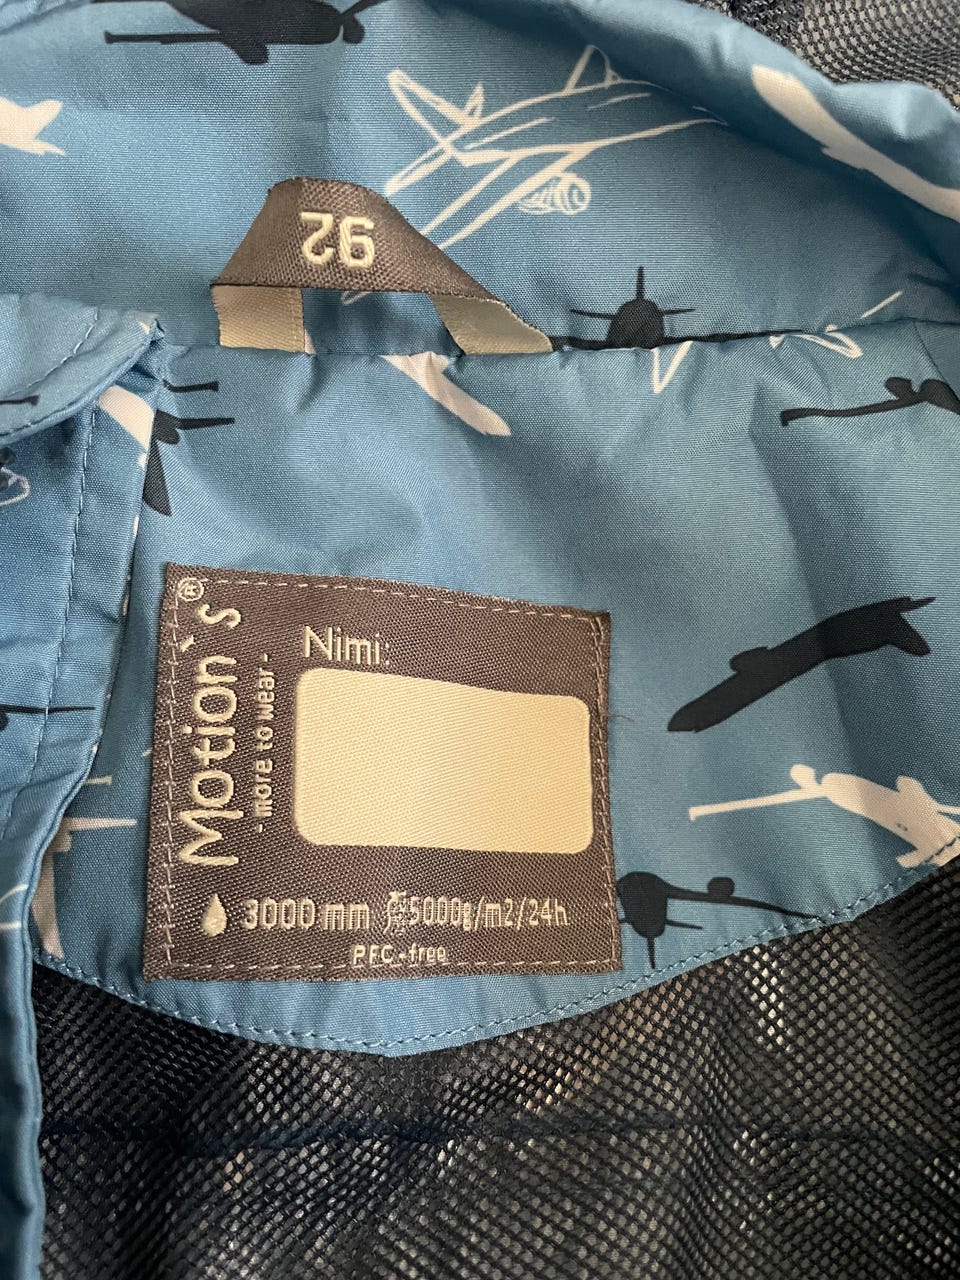 92
Motion`s®
- more to wear -
Nimi:
3000 mm 5000g/m2/24h
PFC-free